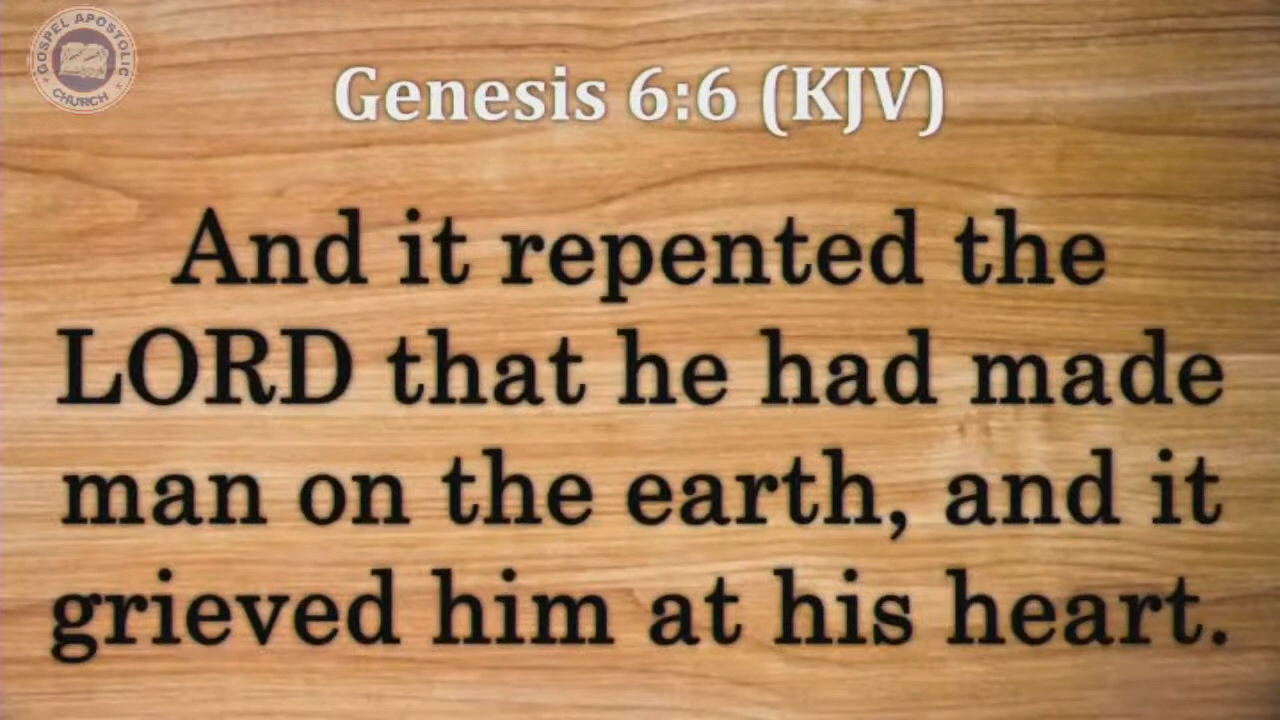 GOSPEL APOSTOLIC
CHURCH
Genesis 6:6 (KJV)
And it repented the
LORD that he had made
man on the earth, and it
grieved him at his heart.